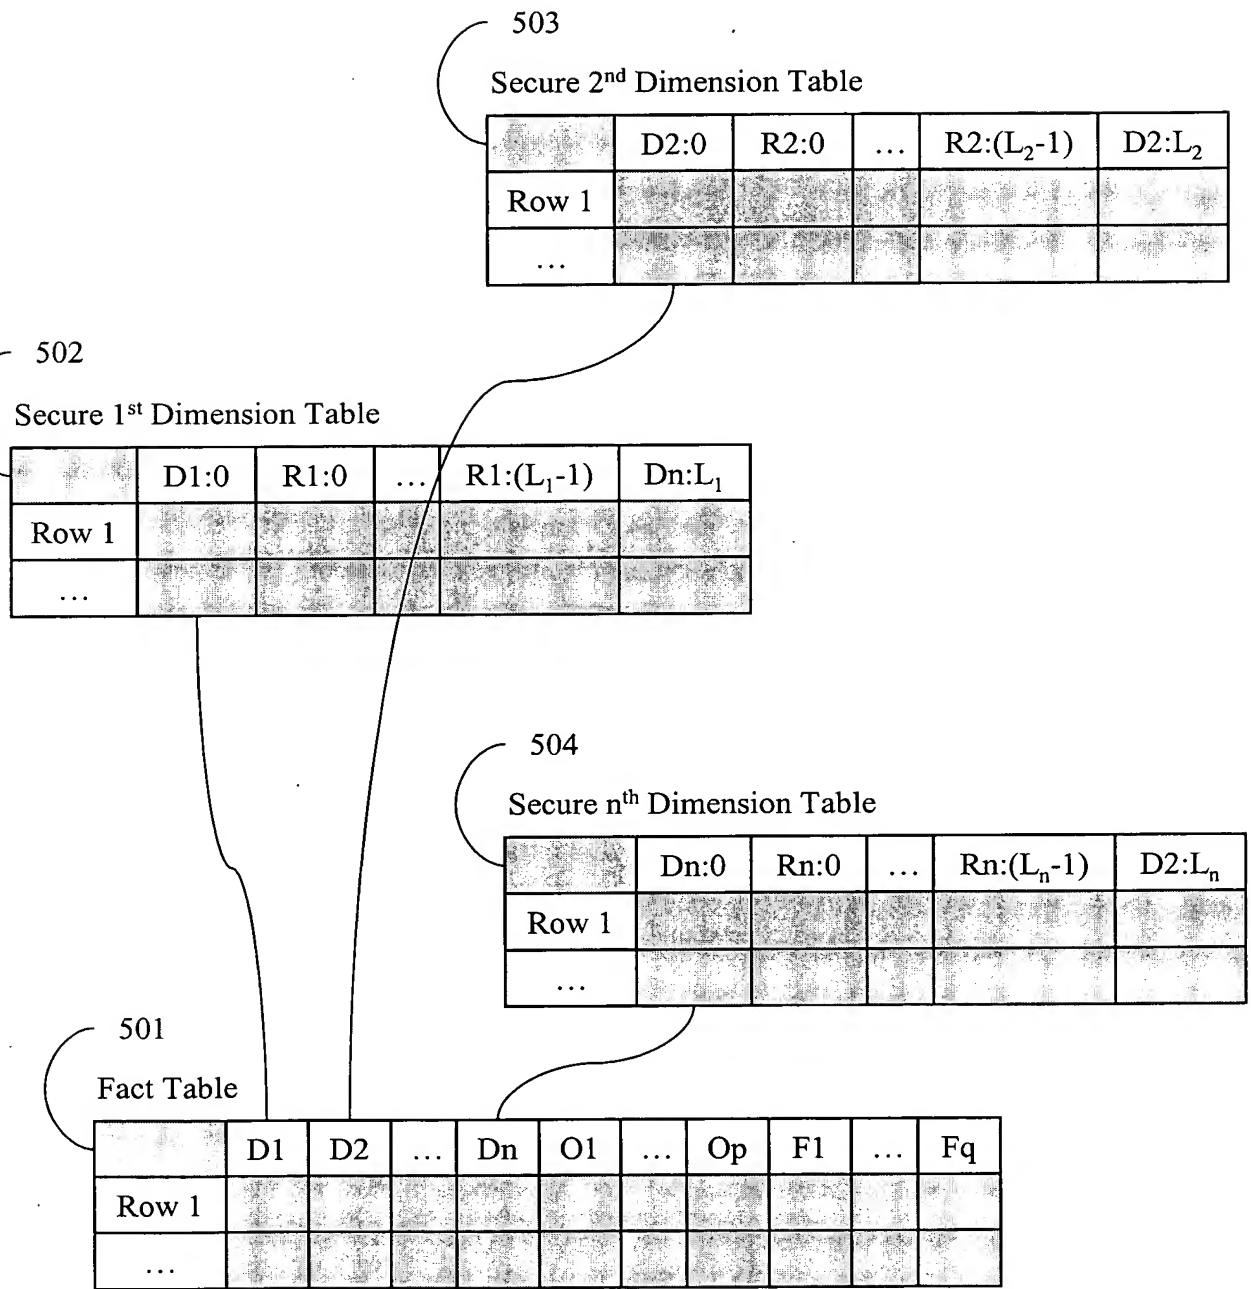 503
Secure 2nd Dimension Table
D2:0 R2:0 … R2:(L2-1) D2:L2
Row 1
…
502
Secure 1st Dimension Table
D1:0 R1:0 … R1:(L1-1) Dn:L1
Row 1
…
504
Secure nth Dimension Table
Dn:0 Rn:0 … Rn:(Ln-1) D2:Ln
Row 1
…
501
Fact Table
D1 D2 … Dn O1 … Op F1 … Fq
Row 1
…